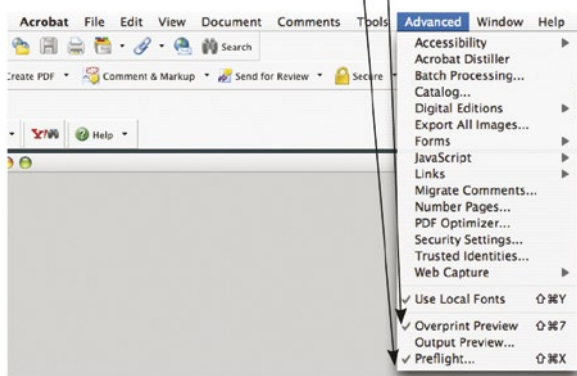 Acrobat File Edit View Document Comments Tools Advanced Window Help
Search
Create PDF Comment & Markup Send for Review Secure
Y! Help
Accessibility
Acrobat Distiller
Batch Processing...
Catalog...
Digital Editions
Export All Images...
Forms
JavaScript
Links
Migrate Comments...
Number Pages...
PDF Optimizer...
Security Settings...
Trusted Identities...
Web Capture
✓ Use Local Fonts ⇧⌘Y
✓ Overprint Preview ⇧⌘7
Output Preview...
✓ Preflight... ⇧⌘X